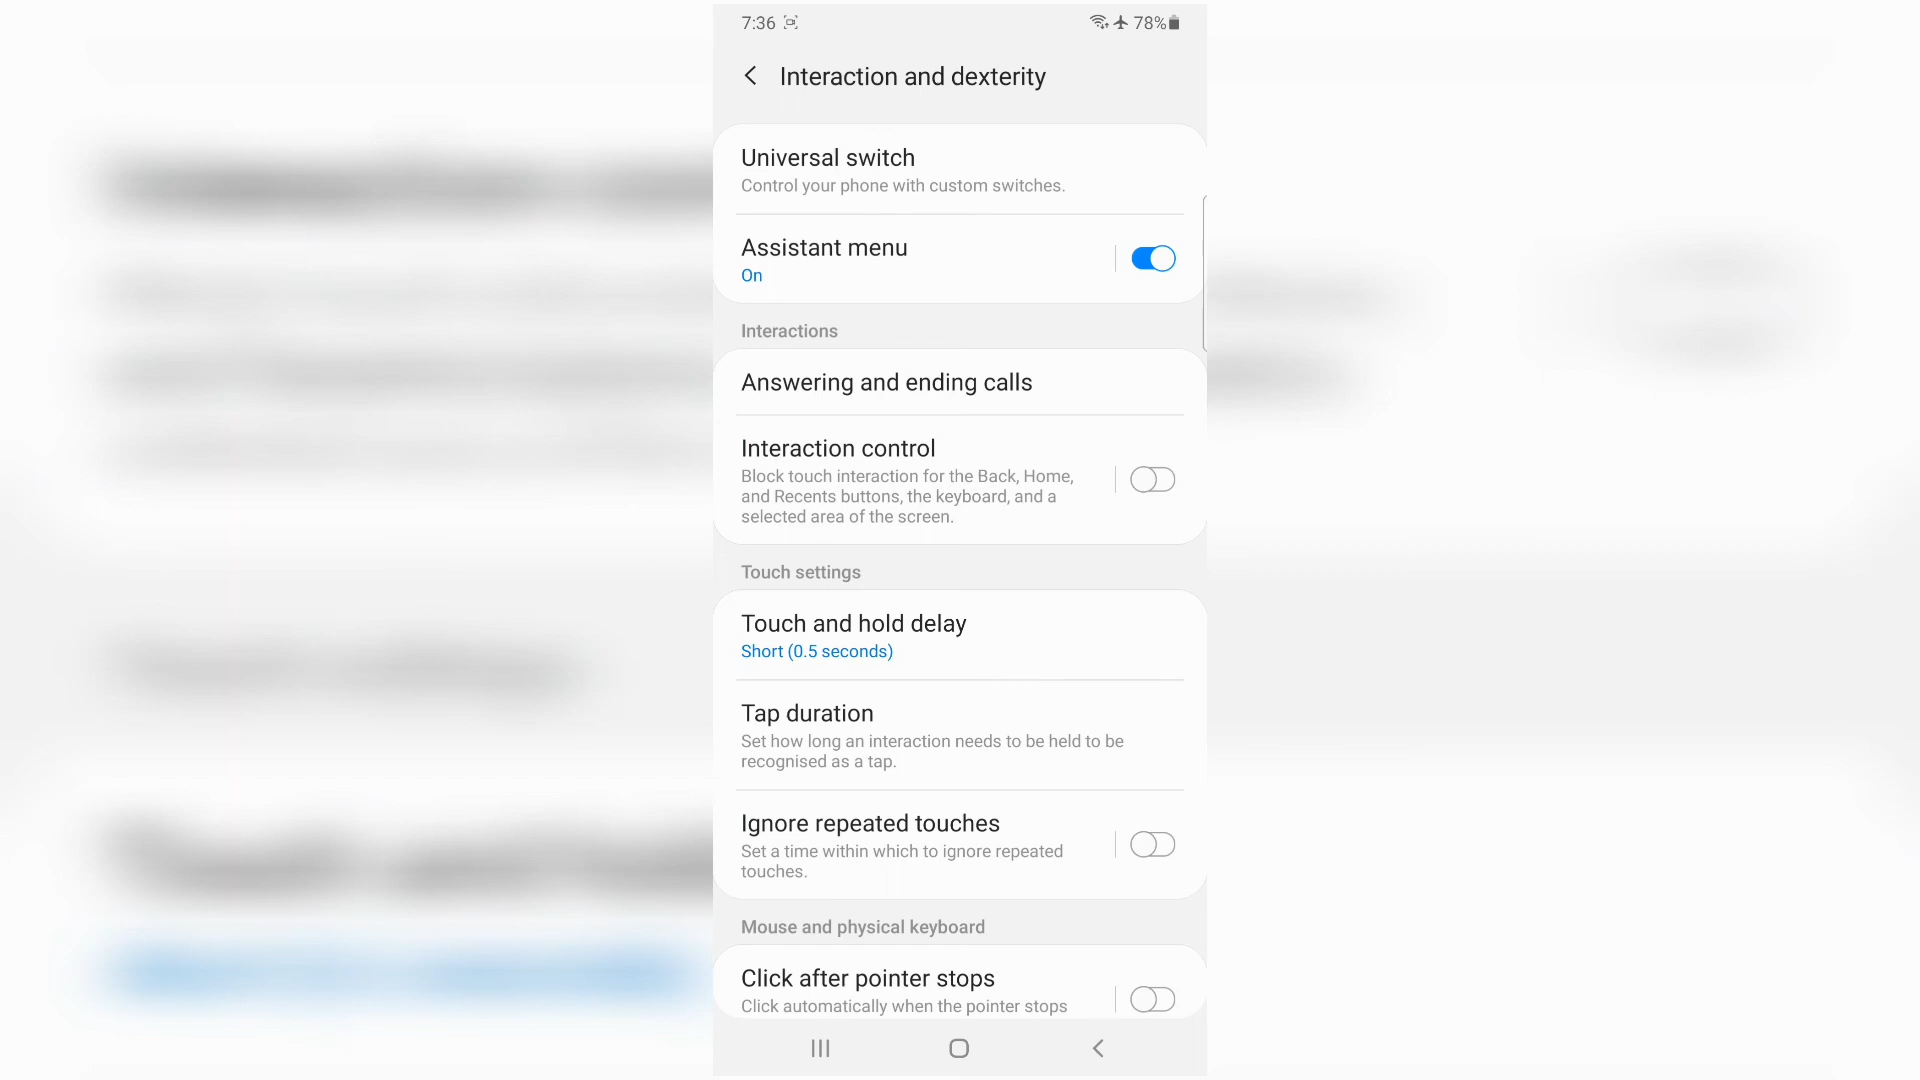 7:36 78%
Interaction and dexterity
Universal switch
Control your phone with custom switches.
Assistant menu
On
Interactions
Answering and ending calls
Interaction control
Block touch interaction for the Back, Home,
and Recents buttons, the keyboard, and a
selected area of the screen.
Touch settings
Touch and hold delay
Short (0.5 seconds)
Tap duration
Set how long an interaction needs to be held to be
recognised as a tap.
Ignore repeated touches
Set a time within which to ignore repeated
touches.
Mouse and physical keyboard
Click after pointer stops
Click automatically when the pointer stops